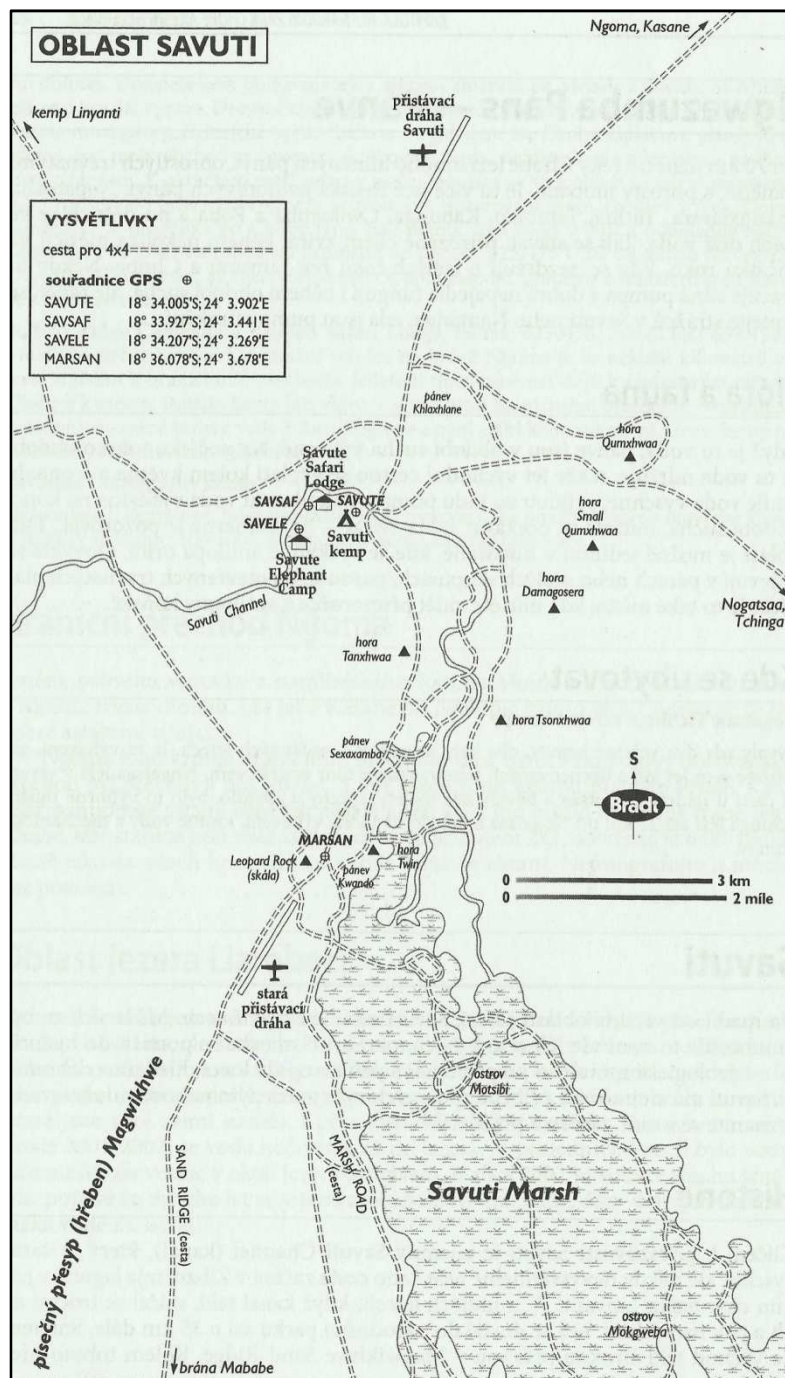 OBLAST SAVUTI
Ngoma, Kasane
kemp Linyanti
přistávací
dráha
Savuti
VYSVĚTLIVKY
cesta pro 4x4
souřadnice GPS
SAVUTE 18° 34.005'S; 24° 3.902'E
SAVSAF 18° 33.927'S; 24° 3.441'E
SAVELE 18° 34.207'S; 24° 3.269'E
MARSAN 18° 36.078'S; 24° 3.678'E
pánev
Khlaxhlane
hora
Qumxhwaa
Savute
Safari
Lodge
SAVSAF
SAVUTE
SAVELE
Savuti
kemp
Savute
Elephant
Camp
hora
Small
Qumxhwaa
hora
Damagosera
Nogatsaa,
Tchinga
Savuti Channel
hora
Tanxhwaa
hora Tsonxhwaa
pánev
Sexaxamba
S
Bradt
MARSAN
Leopard Rock
(skála)
hora
Twin
pánev
Kwando
0 3 km
0 2 míle
stará
přistávací
dráha
ostrov
Motsibi
písečný přesyp (hřeben) Magwikhwe
SAND RIDGE (cesta)
MARSH ROAD
(cesta)
Savuti Marsh
ostrov
Mokgweba
brána Mababe